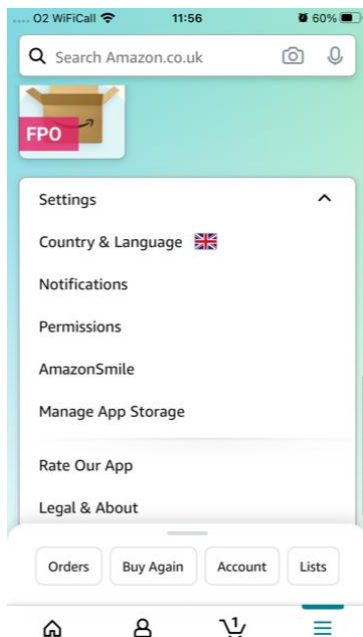 .... O2 WiFiCall 11:56 60%
Search Amazon.co.uk
FPO
Settings
Country & Language
Notifications
Permissions
AmazonSmile
Manage App Storage
Rate Our App
Legal & About
Orders Buy Again Account Lists
1